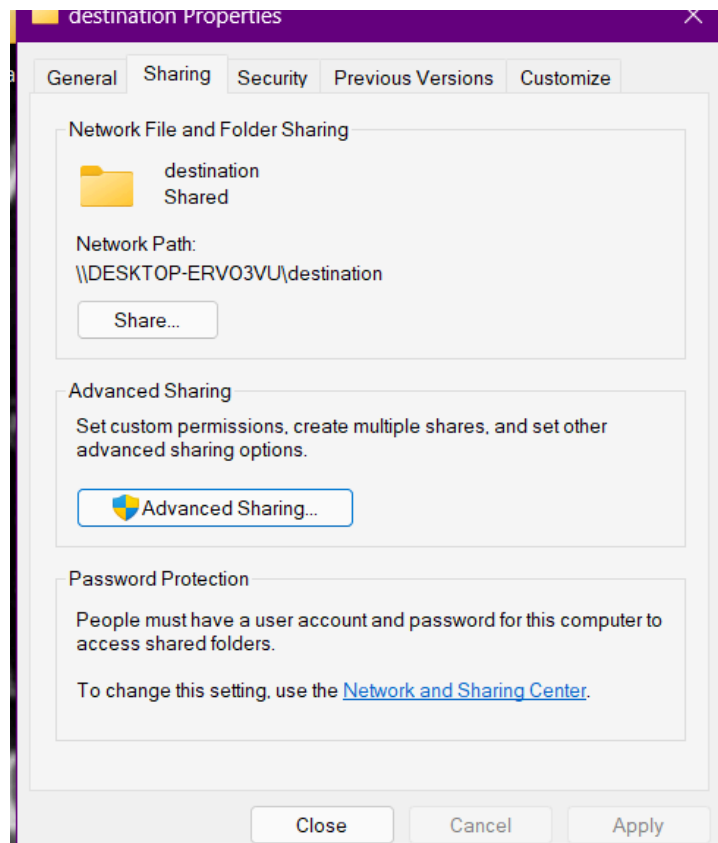 destination Properties
General Sharing Security Previous Versions Customize
Network File and Folder Sharing
destination
Shared
Network Path:
\\DESKTOP-ERVO3VU\destination
Share...
Advanced Sharing
Set custom permissions, create multiple shares, and set other
advanced sharing options.
Advanced Sharing...
Password Protection
People must have a user account and password for this computer to
access shared folders.
To change this setting, use the Network and Sharing Center.
Close Cancel Apply